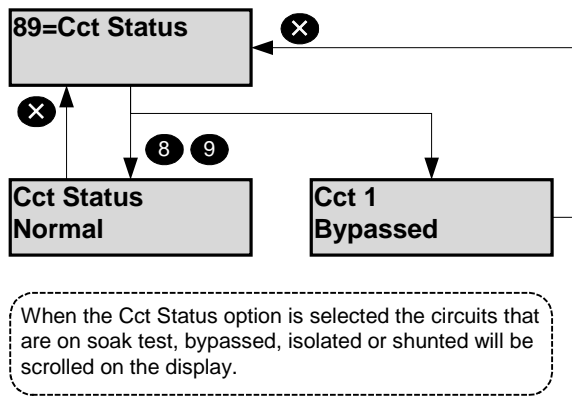 89=Cct Status
8 9
Cct Status
Normal
Cct 1
Bypassed
When the Cct Status option is selected the circuits that
are on soak test, bypassed, isolated or shunted will be
scrolled on the display.